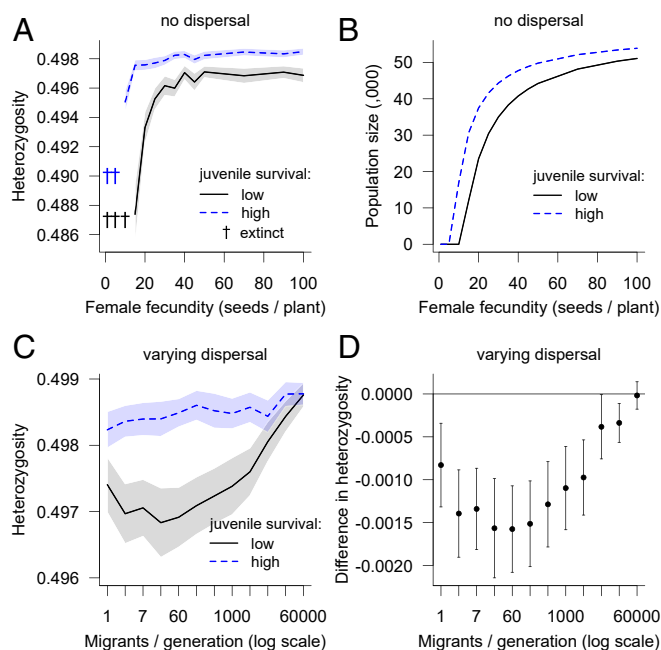 A
no dispersal
Heterozygosity
0.498
0.494
0.490
0.488
0.486
††
†††
juvenile survival:
low
high
† extinct
0 20 40 60 80 100
Female fecundity (seeds / plant)
B
no dispersal
Population size (,000)
50
40
30
20
10
0
juvenile survival:
low
high
0 20 40 60 80 100
Female fecundity (seeds / plant)
C
varying dispersal
Heterozygosity
0.499
0.498
0.497
0.496
juvenile survival:
low
high
1 7 60 1000 60000
Migrants / generation (log scale)
D
varying dispersal
Difference in heterozygosity
0.0000
-0.0005
-0.0010
-0.0015
-0.0020
1 7 60 1000 60000
Migrants / generation (log scale)